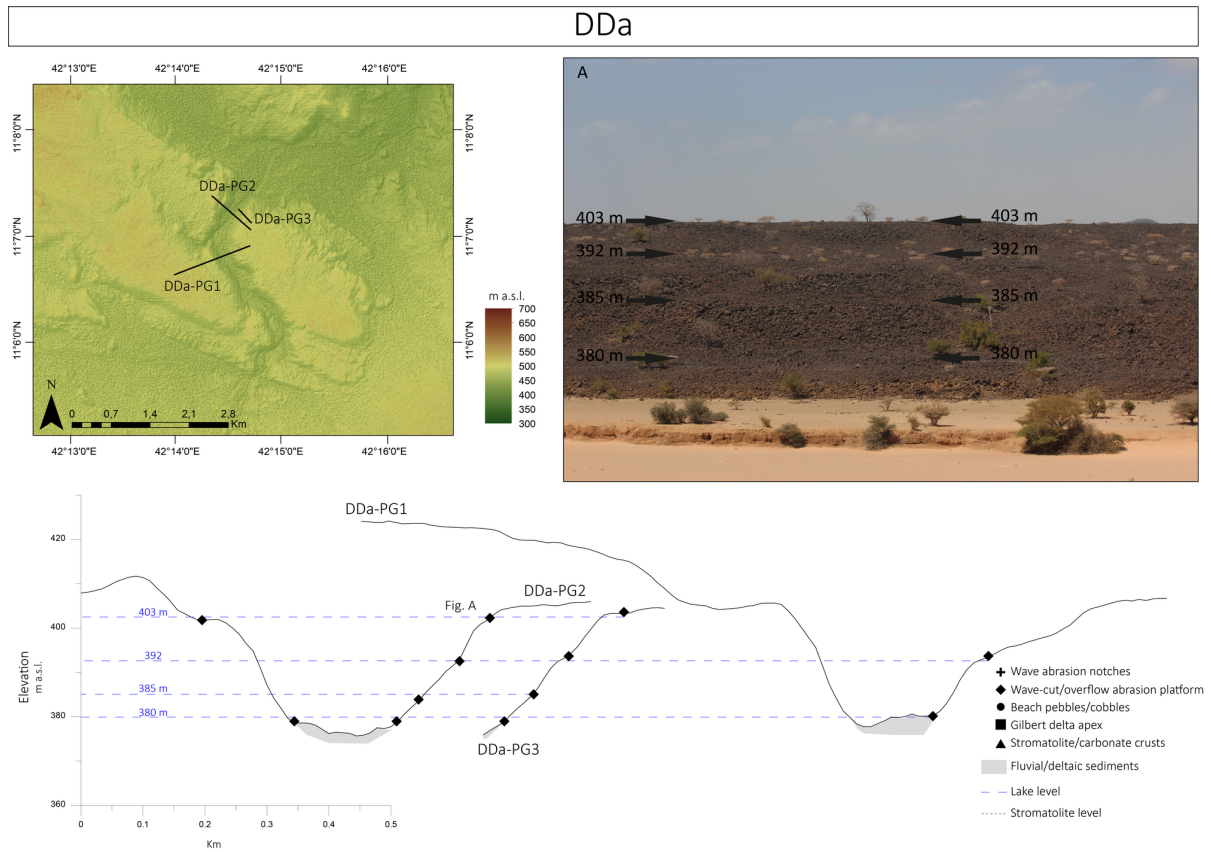 DDa
42°13'0"E 42°14'0"E 42°15'0"E 42°16'0"E
11°8'0"N 11°8'0"N
11°7'0"N 11°7'0"N
11°6'0"N 11°6'0"N
DDa-PG2
DDa-PG3
DDa-PG1
N
0 0,7 1,4 2,1 2,8
Km
42°13'0"E 42°14'0"E 42°15'0"E 42°16'0"E
m a.s.l.
700
650
600
550
500
450
400
350
300
A
403 m 403 m
392 m 392 m
385 m 385 m
380 m 380 m
DDa-PG1
DDa-PG2
Fig. A
DDa-PG3
420
400
380
360
Elevation
m a.s.l.
403 m
392
385 m
380 m
0 0.1 0.2 0.3 0.4 0.5
Km
Wave abrasion notches
Wave-cut/overflow abrasion platform
Beach pebbles/cobbles
Gilbert delta apex
Stromatolite/carbonate crusts
Fluvial/deltaic sediments
Lake level
Stromatolite level